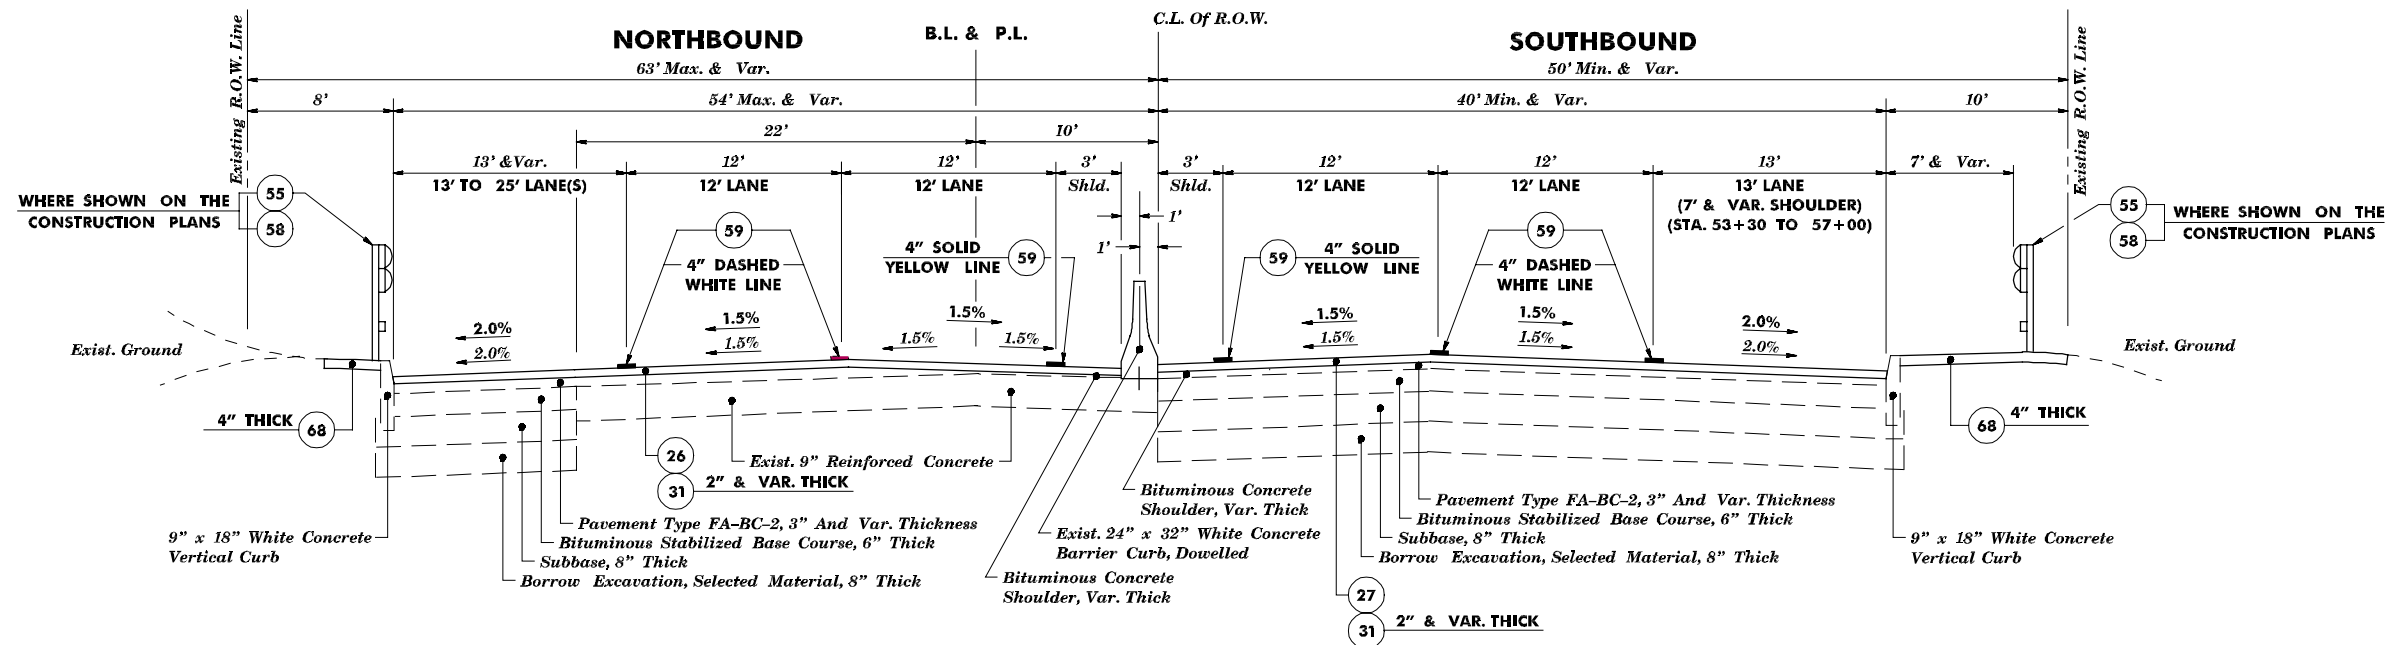 C.L. Of R.O.W.
NORTHBOUND
B.L. & P.L.
SOUTHBOUND
Existing R.O.W. Line
63' Max. & Var.
50' Min. & Var.
Existing R.O.W. Line
8'
54' Max. & Var.
40' Min. & Var.
10'
22'
10'
13' &Var.
12'
12'
3'
3'
12'
12'
13'
7' & Var.
13' TO 25' LANE(S)
12' LANE
12' LANE
Shld.
Shld.
12' LANE
12' LANE
13' LANE
(7' & VAR. SHOULDER)
(STA. 53+30 TO 57+00)
WHERE SHOWN ON THE
CONSTRUCTION PLANS
55
58
1'
1'
55
58
WHERE SHOWN ON THE
CONSTRUCTION PLANS
59
4" DASHED
WHITE LINE
4" SOLID
YELLOW LINE
59
59
4" SOLID
YELLOW LINE
59
4" DASHED
WHITE LINE
2.0%
2.0%
1.5%
1.5%
1.5%
1.5%
1.5%
1.5%
1.5%
1.5%
1.5%
2.0%
2.0%
Exist. Ground
Exist. Ground
4" THICK
68
68
4" THICK
26
31
2" & VAR. THICK
Exist. 9" Reinforced Concrete
9" x 18" White Concrete
Vertical Curb
Pavement Type FA-BC-2, 3" And Var. Thickness
Bituminous Stabilized Base Course, 6" Thick
Subbase, 8" Thick
Borrow Excavation, Selected Material, 8" Thick
Bituminous Concrete
Shoulder, Var. Thick
Exist. 24" x 32" White Concrete
Barrier Curb, Dowelled
Bituminous Concrete
Shoulder, Var. Thick
Pavement Type FA-BC-2, 3" And Var. Thickness
Bituminous Stabilized Base Course, 6" Thick
Subbase, 8" Thick
Borrow Excavation, Selected Material, 8" Thick
9" x 18" White Concrete
Vertical Curb
27
31
2" & VAR. THICK